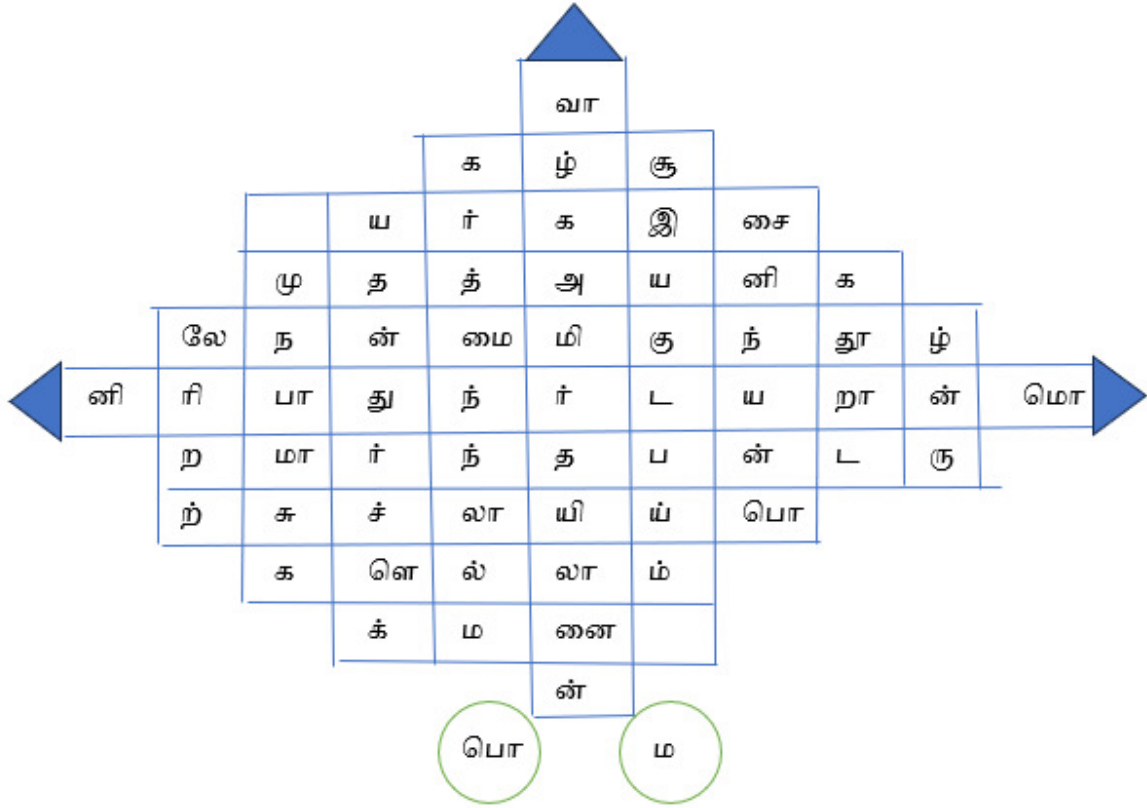 வா
க ழ் சூ
ய ர் க இ சை
மு த த் அ ய னி க
லே ந ன் மை மி கு ந் தூ ழ்
னி ரி பா து ந் ர் ட ய றா ன் மொ
ற மா ர் ந் த ப ன் ட ரு
ற் சு ச் லா யி ய் பொ
க ளெ ல் லா ம்
க் ம னை
ன்
பொ ம